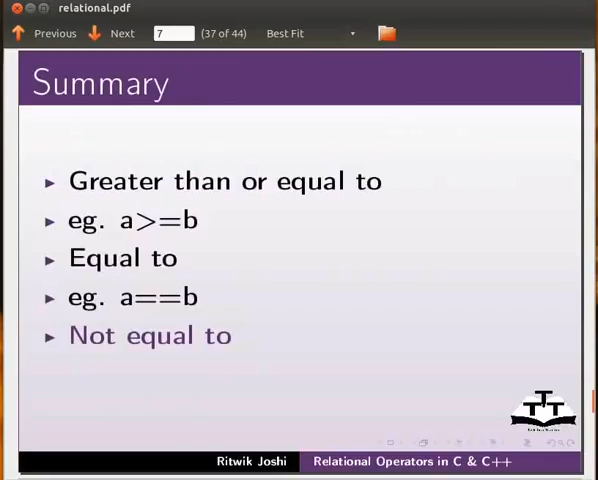 relational.pdf
Previous Next 7 (37 of 44) Best Fit
Summary
Greater than or equal to
eg. a>=b
Equal to
eg. a==b
Not equal to
Ritwik Joshi Relational Operators in C & C++